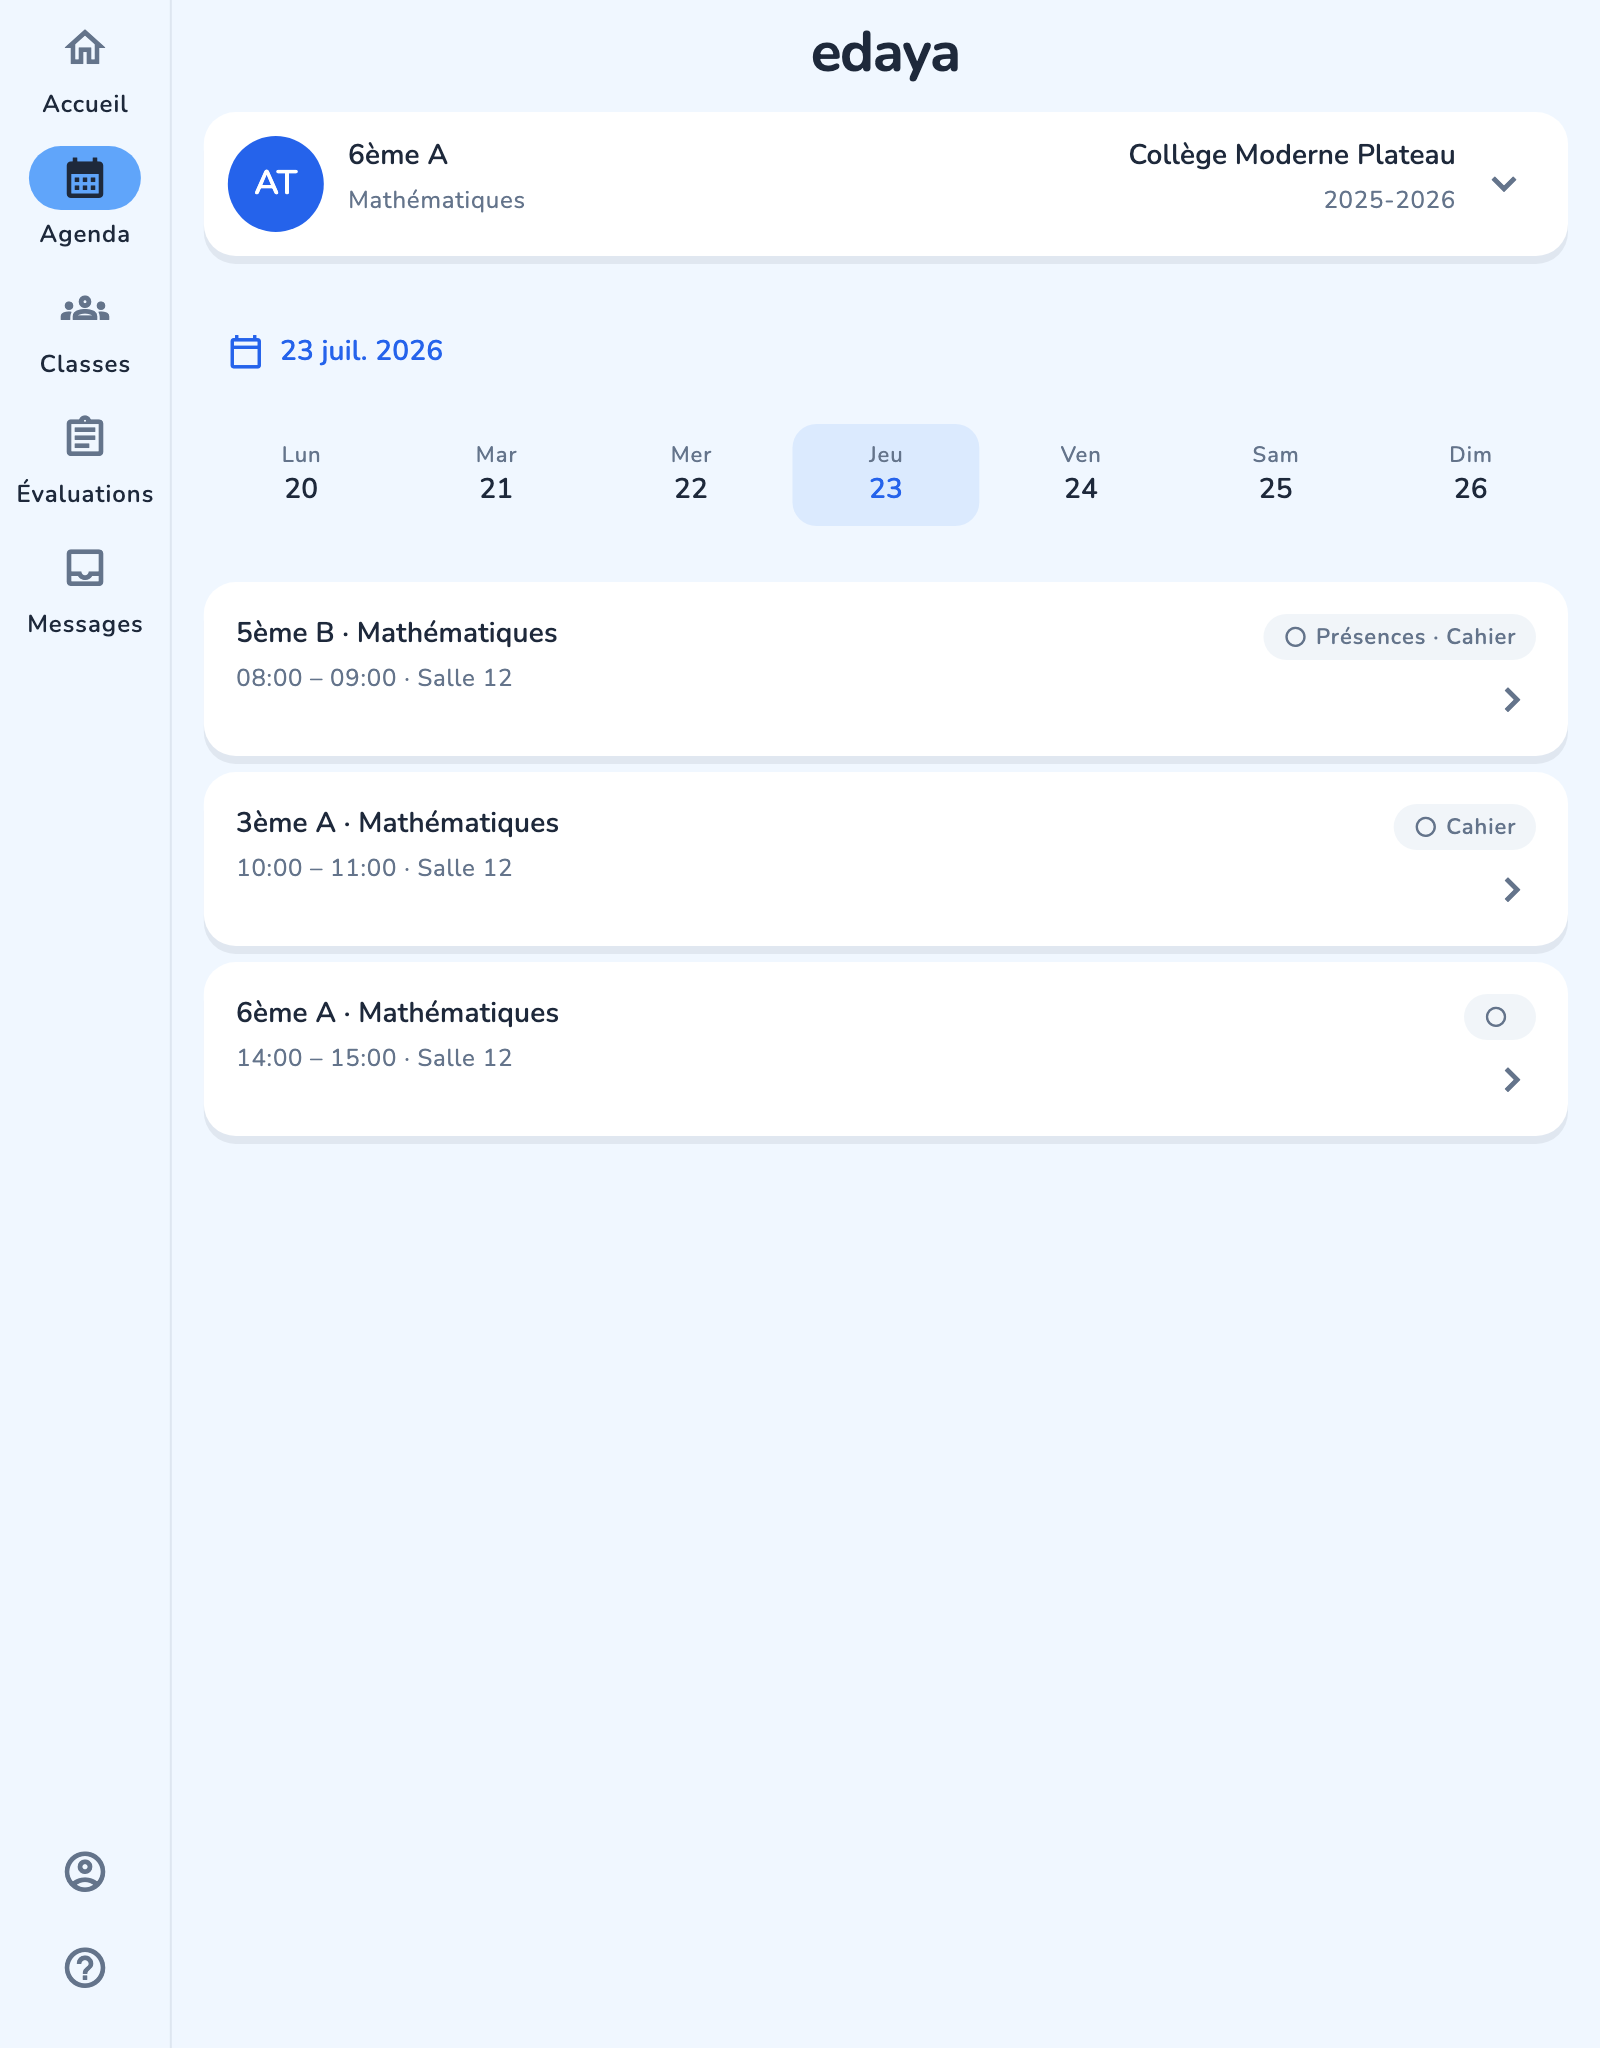 edaya
Accueil
Agenda
Classes
Évaluations
Messages
AT
6ème A
Mathématiques
Collège Moderne Plateau
2025-2026
23 juil. 2026
Lun
20
Mar
21
Mer
22
Jeu
23
Ven
24
Sam
25
Dim
26
5ème B · Mathématiques
08:00 – 09:00 · Salle 12
Présences · Cahier
3ème A · Mathématiques
10:00 – 11:00 · Salle 12
Cahier
6ème A · Mathématiques
14:00 – 15:00 · Salle 12